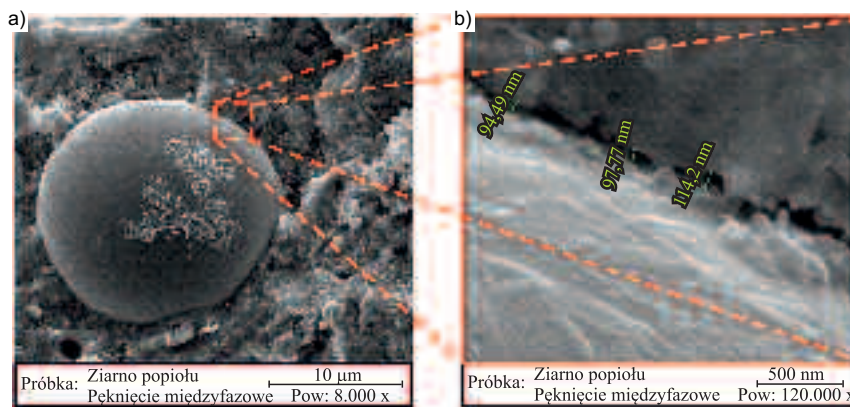 a)
b)
94,49 nm
97,77 nm
114,2 nm
Próbka: Ziarno popiołu
Pęknięcie międzyfazowe
10 µm
Pow: 8.000 x
Próbka: Ziarno popiołu
Pęknięcie międzyfazowe
500 nm
Pow: 120.000 x